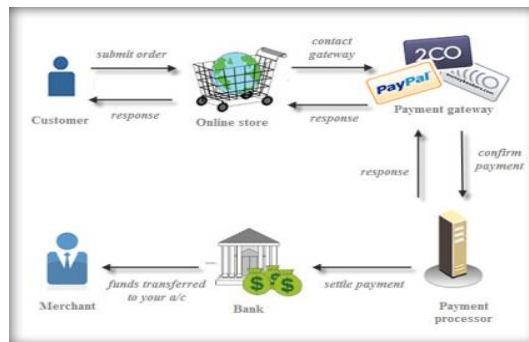 submit order
contact
gateway
2CO
PayPal
Customer
response
Online store
response
Payment gateway
response
confirm
payment
Merchant
funds transferred
to your a/c
Bank
settle payment
Payment
processor